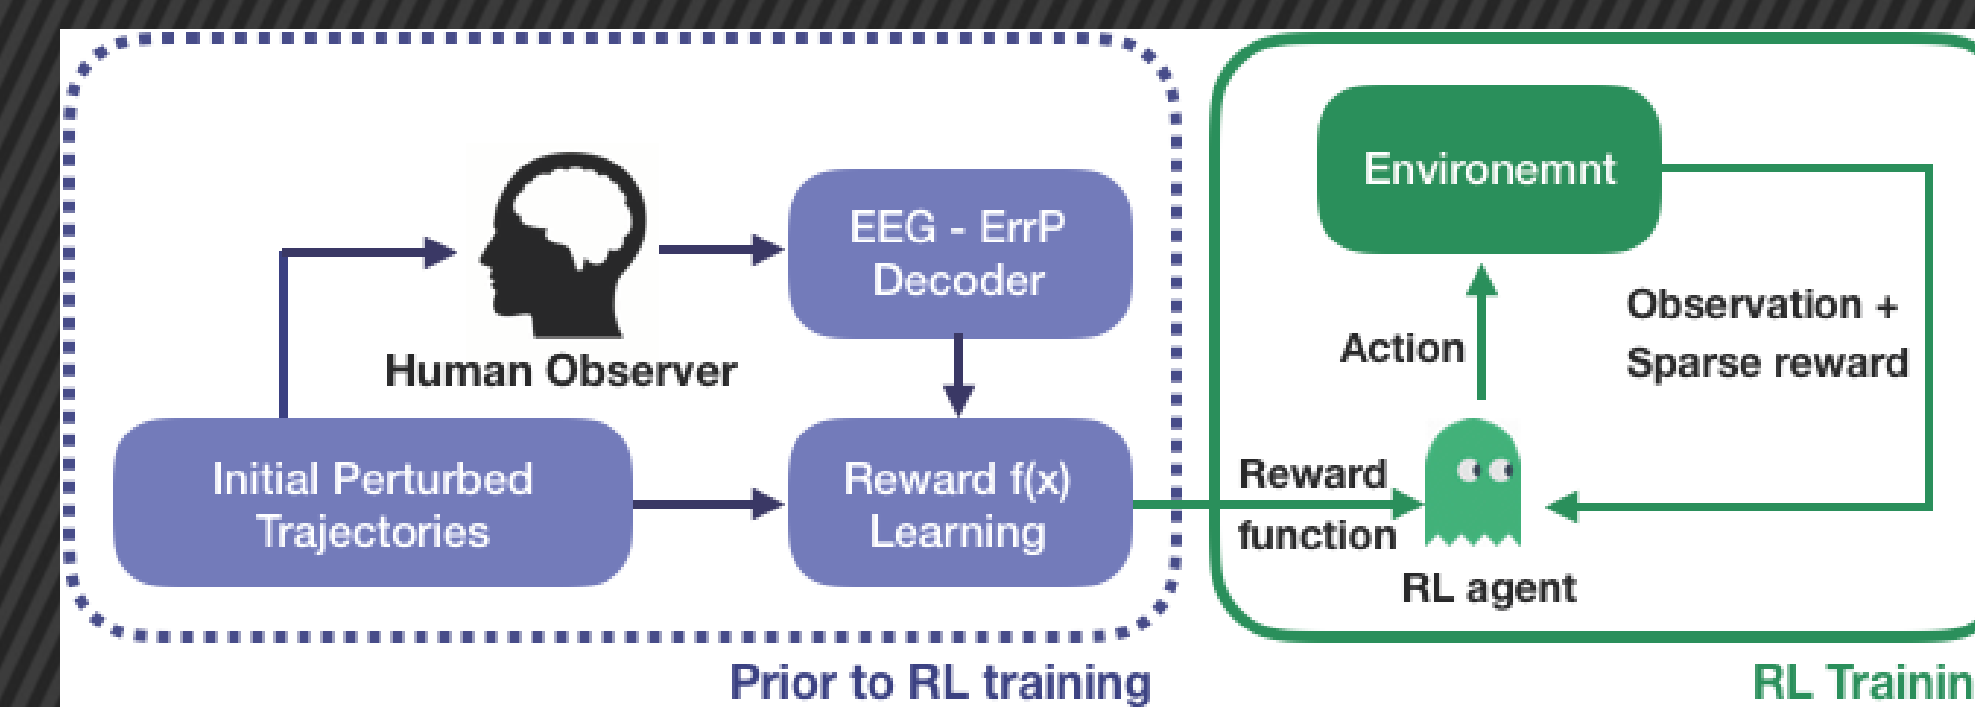 Human Observer
EEG - ErrP
Decoder
Initial Perturbed
Trajectories
Reward f(x)
Learning
Prior to RL training
Environemnt
Action
Observation +
Sparse reward
Reward
function
RL agent
RL Trainin